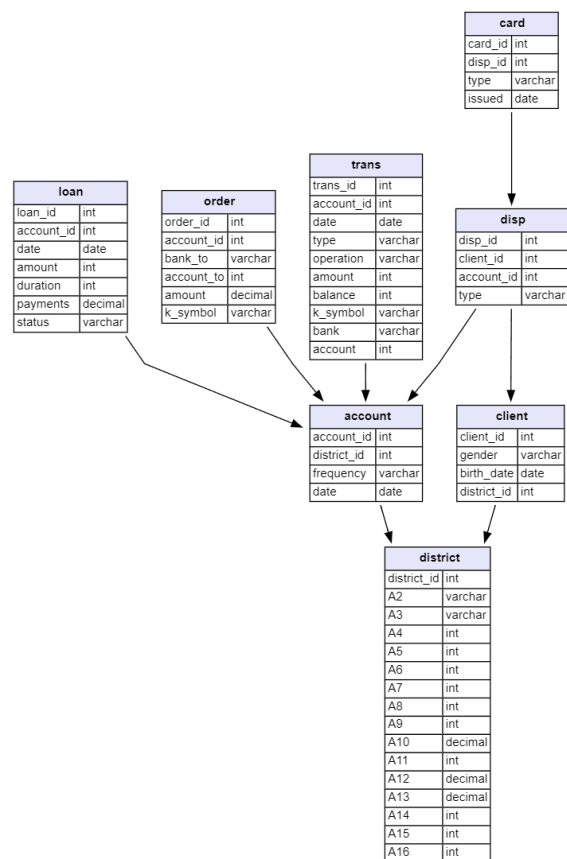 card
card_id int
disp_id int
type varchar
issued date
trans
trans_id int
account_id int
date date
type varchar
operation varchar
amount int
balance int
k_symbol varchar
bank varchar
account int
loan
loan_id int
account_id int
date date
amount int
duration int
payments decimal
status varchar
order
order_id int
account_id int
bank_to varchar
account_to int
amount decimal
k_symbol varchar
disp
disp_id int
client_id int
account_id int
type varchar
account
account_id int
district_id int
frequency varchar
date date
client
client_id int
gender varchar
birth_date date
district_id int
district
district_id int
A2 varchar
A3 varchar
A4 int
A5 int
A6 int
A7 int
A8 int
A9 int
A10 decimal
A11 int
A12 decimal
A13 decimal
A14 int
A15 int
A16 int